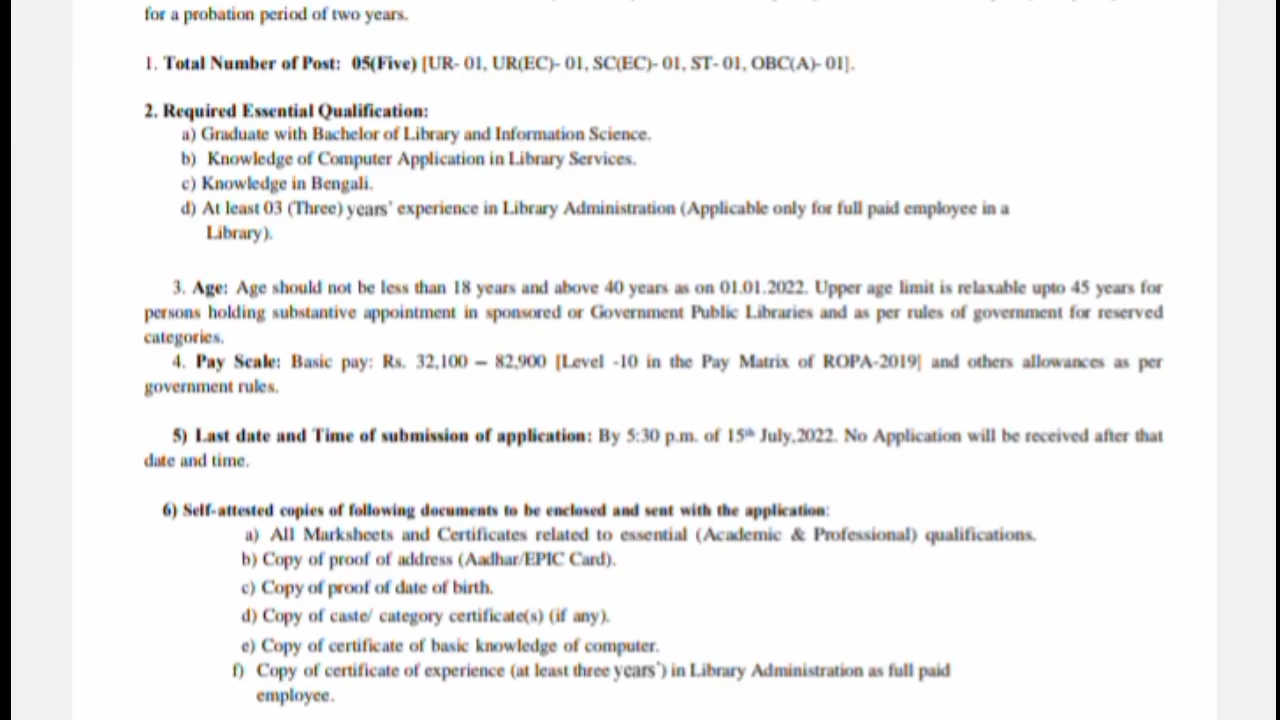 for a probation period of two years.
1. Total Number of Post: 05(Five) [UR- 01, UR(EC)- 01, SC(EC)- 01, ST- 01, OBC(A)- 01].
2. Required Essential Qualification:
a) Graduate with Bachelor of Library and Information Science.
b) Knowledge of Computer Application in Library Services.
c) Knowledge in Bengali.
d) At least 03 (Three) years' experience in Library Administration (Applicable only for full paid employee in a
Library).
3. Age: Age should not be less than 18 years and above 40 years as on 01.01.2022. Upper age limit is relaxable upto 45 years for
persons holding substantive appointment in sponsored or Government Public Libraries and as per rules of government for reserved
categories.
4. Pay Scale: Basic pay: Rs. 32,100 – 82,900 [Level -10 in the Pay Matrix of ROPA-2019] and others allowances as per
government rules.
5) Last date and Time of submission of application: By 5:30 p.m. of 15th July,2022. No Application will be received after that
date and time.
6) Self-attested copies of following documents to be enclosed and sent with the application:
a) All Marksheets and Certificates related to essential (Academic & Professional) qualifications.
b) Copy of proof of address (Aadhar/EPIC Card).
c) Copy of proof of date of birth.
d) Copy of caste/ category certificate(s) (if any).
e) Copy of certificate of basic knowledge of computer.
f) Copy of certificate of experience (at least three years') in Library Administration as full paid
employee.